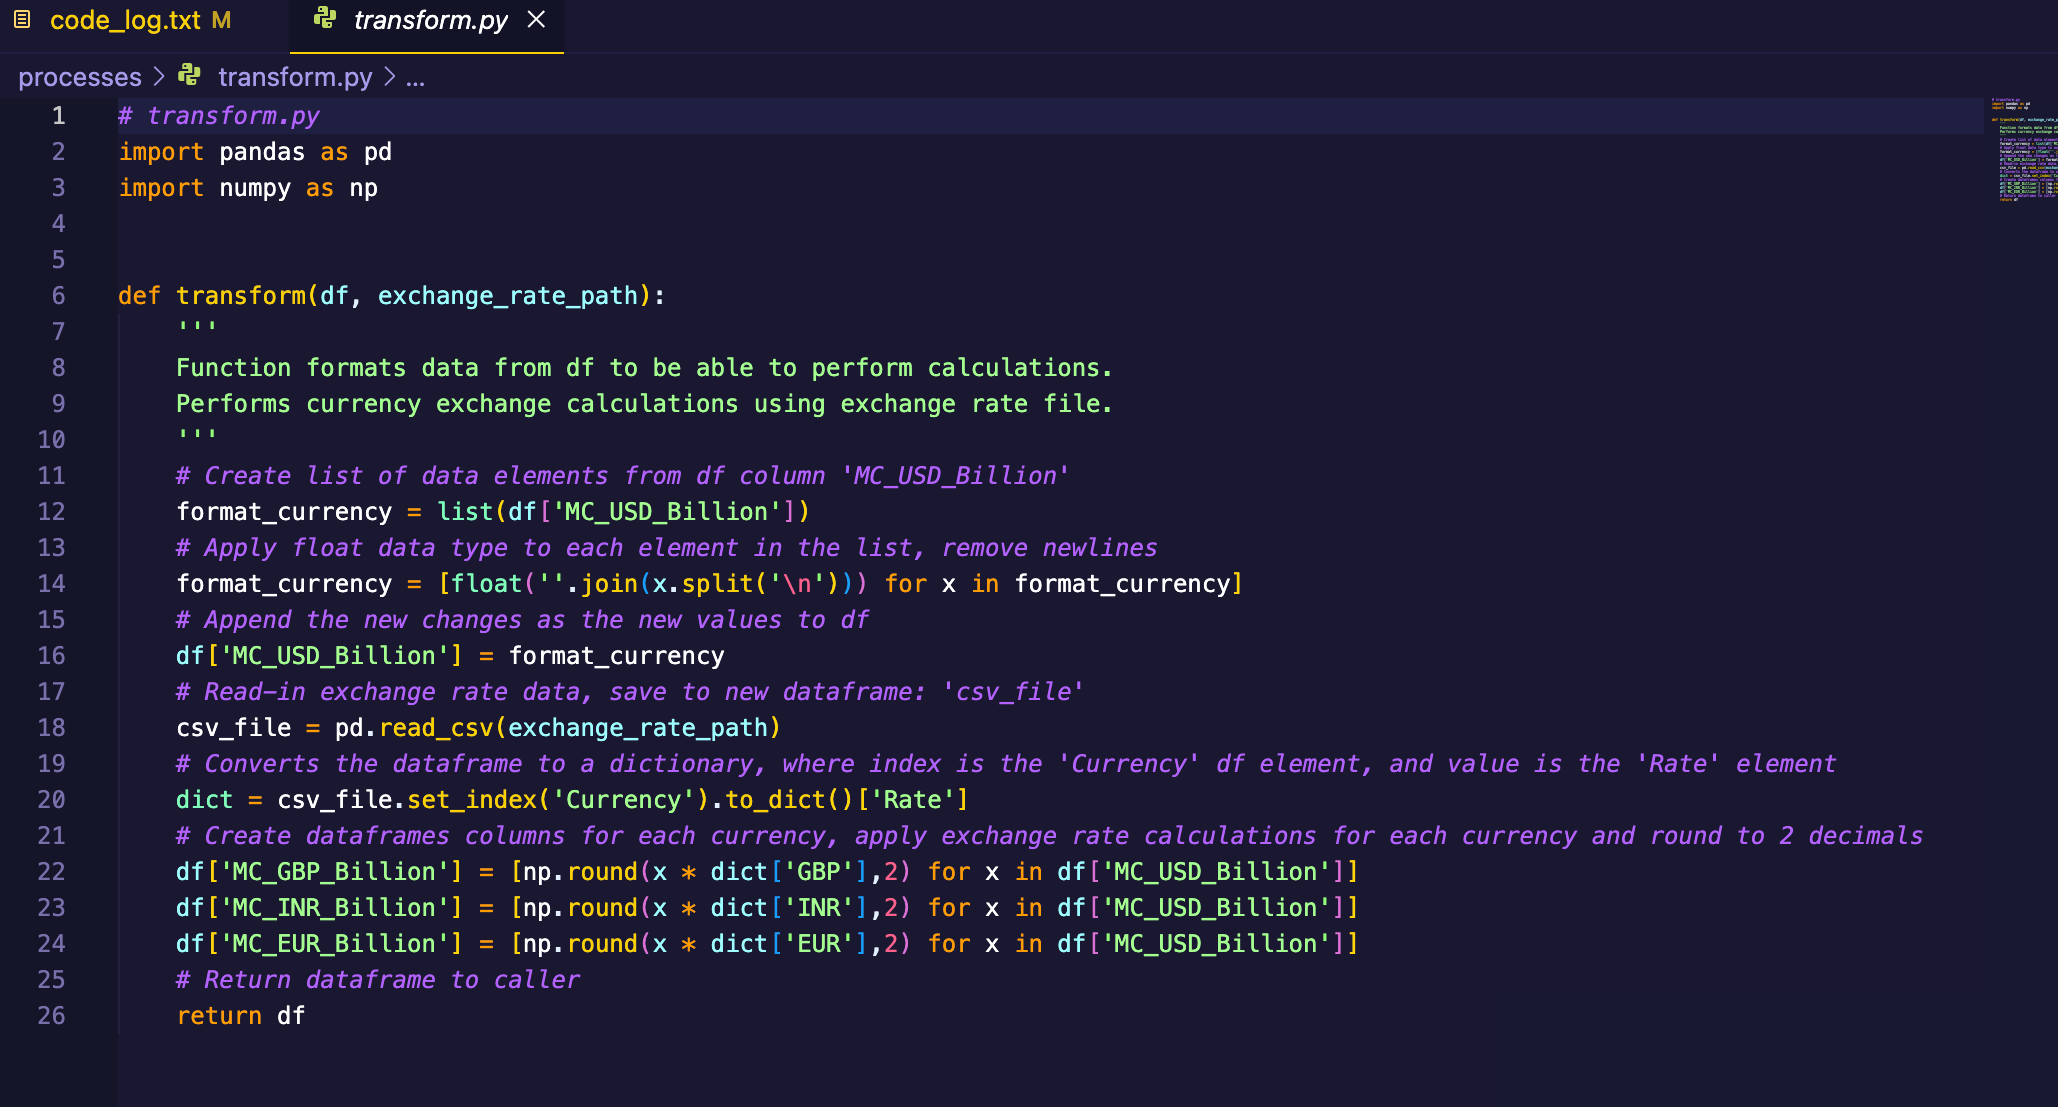 code_log.txt M
transform.py
processes > transform.py > ...
1 # transform.py
2 import pandas as pd
3 import numpy as np
4
5
6 def transform(df, exchange_rate_path):
7     '''
8     Function formats data from df to be able to perform calculations.
9     Performs currency exchange calculations using exchange rate file.
10     '''
11     # Create list of data elements from df column 'MC_USD_Billion'
12     format_currency = list(df['MC_USD_Billion'])
13     # Apply float data type to each element in the list, remove newlines
14     format_currency = [float(''.join(x.split('\n'))) for x in format_currency]
15     # Append the new changes as the new values to df
16     df['MC_USD_Billion'] = format_currency
17     # Read-in exchange rate data, save to new dataframe: 'csv_file'
18     csv_file = pd.read_csv(exchange_rate_path)
19     # Converts the dataframe to a dictionary, where index is the 'Currency' df element, and value is the 'Rate' element
20     dict = csv_file.set_index('Currency').to_dict()['Rate']
21     # Create dataframes columns for each currency, apply exchange rate calculations for each currency and round to 2 decimals
22     df['MC_GBP_Billion'] = [np.round(x * dict['GBP'],2) for x in df['MC_USD_Billion']]
23     df['MC_INR_Billion'] = [np.round(x * dict['INR'],2) for x in df['MC_USD_Billion']]
24     df['MC_EUR_Billion'] = [np.round(x * dict['EUR'],2) for x in df['MC_USD_Billion']]
25     # Return dataframe to caller
26     return df